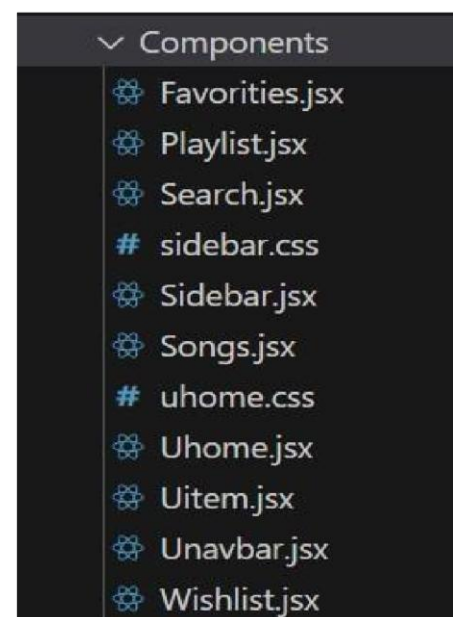 Components
Favorities.jsx
Playlist.jsx
Search.jsx
# sidebar.css
Sidebar.jsx
Songs.jsx
# uhome.css
Uhome.jsx
Uitem.jsx
Unavbar.jsx
Wishlist.jsx